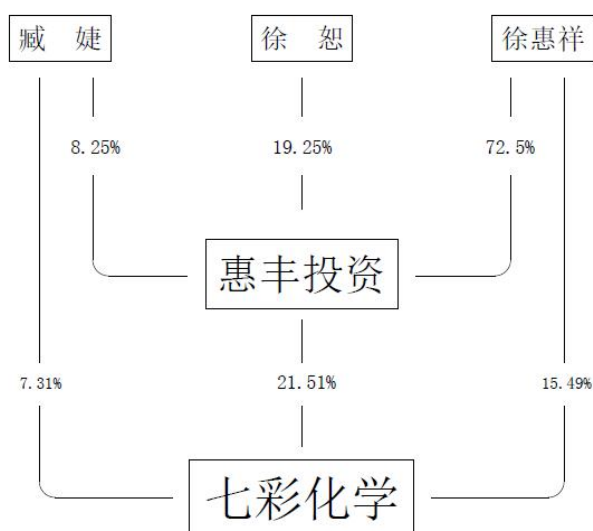 臧 婕 徐 恕 徐惠祥
8.25% 19.25% 72.5%
惠丰投资
7.31% 21.51% 15.49%
七彩化学